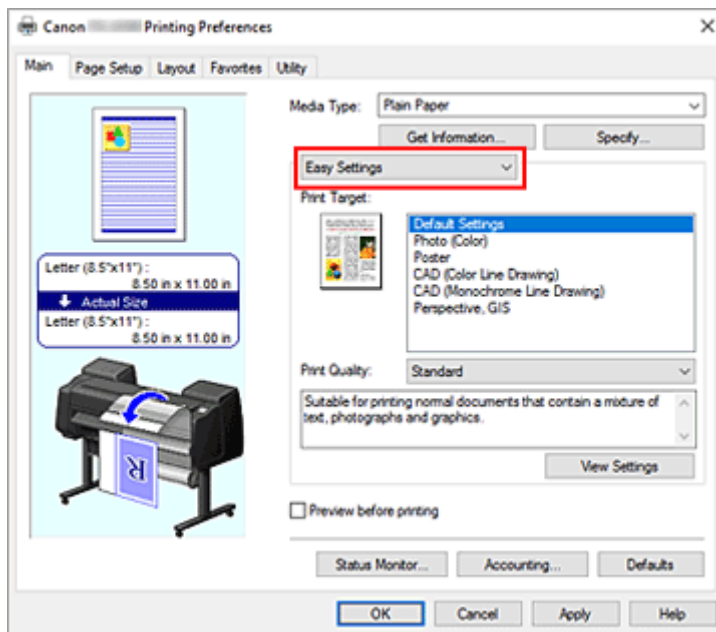 Canon Printing Preferences
Main Page Setup Layout Favorites Utility
Media Type: Plain Paper
Get Information... Specify...
Easy Settings
Print Target:
Default Settings
Photo (Color)
Poster
CAD (Color Line Drawing)
CAD (Monochrome Line Drawing)
Perspective, GIS
Letter (8.5"x11") :
8.50 in x 11.00 in
Actual Size
Letter (8.5"x11") :
8.50 in x 11.00 in
R
Print Quality: Standard
Suitable for printing normal documents that contain a mixture of
text, photographs and graphics.
View Settings
Preview before printing
Status Monitor... Accounting... Defaults
OK Cancel Apply Help